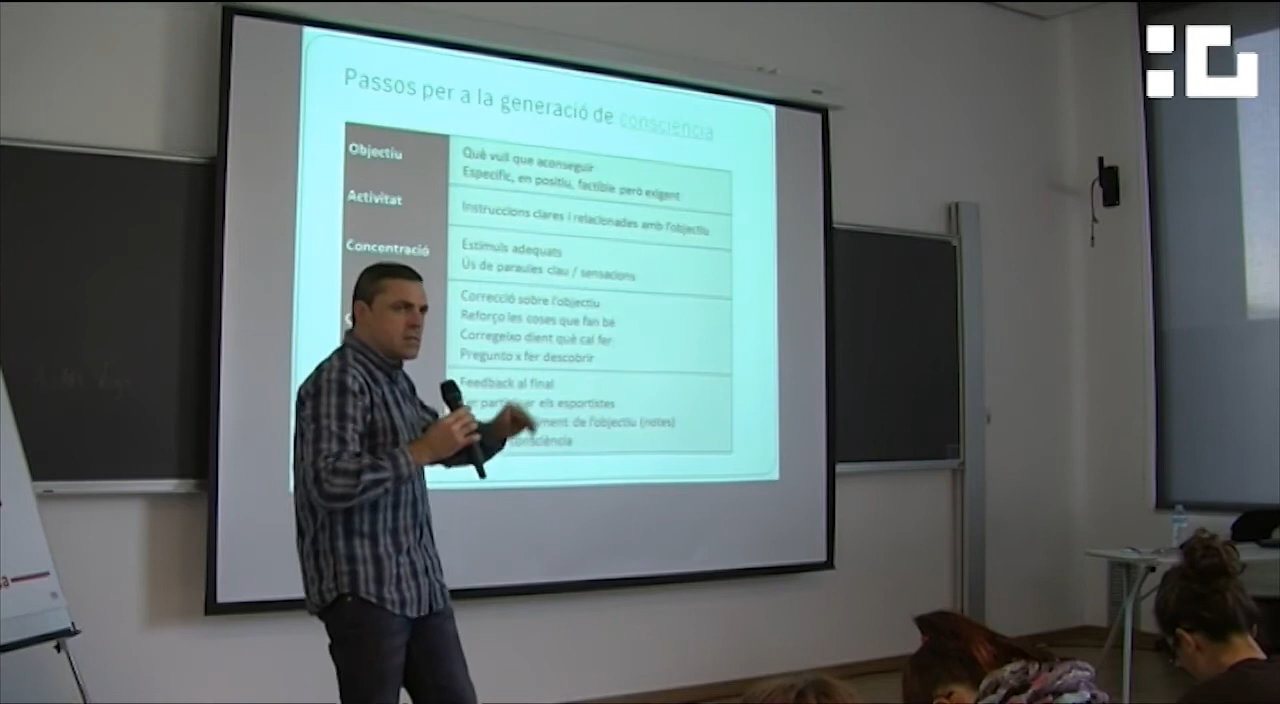 Passos per a la generació de consciència
Objectiu
Què vull que aconseguir
Específic, en positiu, factible però exigent
Activitat
Instruccions clares i relacionades amb l'objectiu
Concentració
Estímuls adequats
Ús de paraules clau / sensacions
Correcció sobre l'objectiu
Reforço les coses que fan bé
Corregeixo dient què cal fer
Pregunto x fer descobrir
Feedback al final
els esportistes
de l'objectiu (notes)
consciència